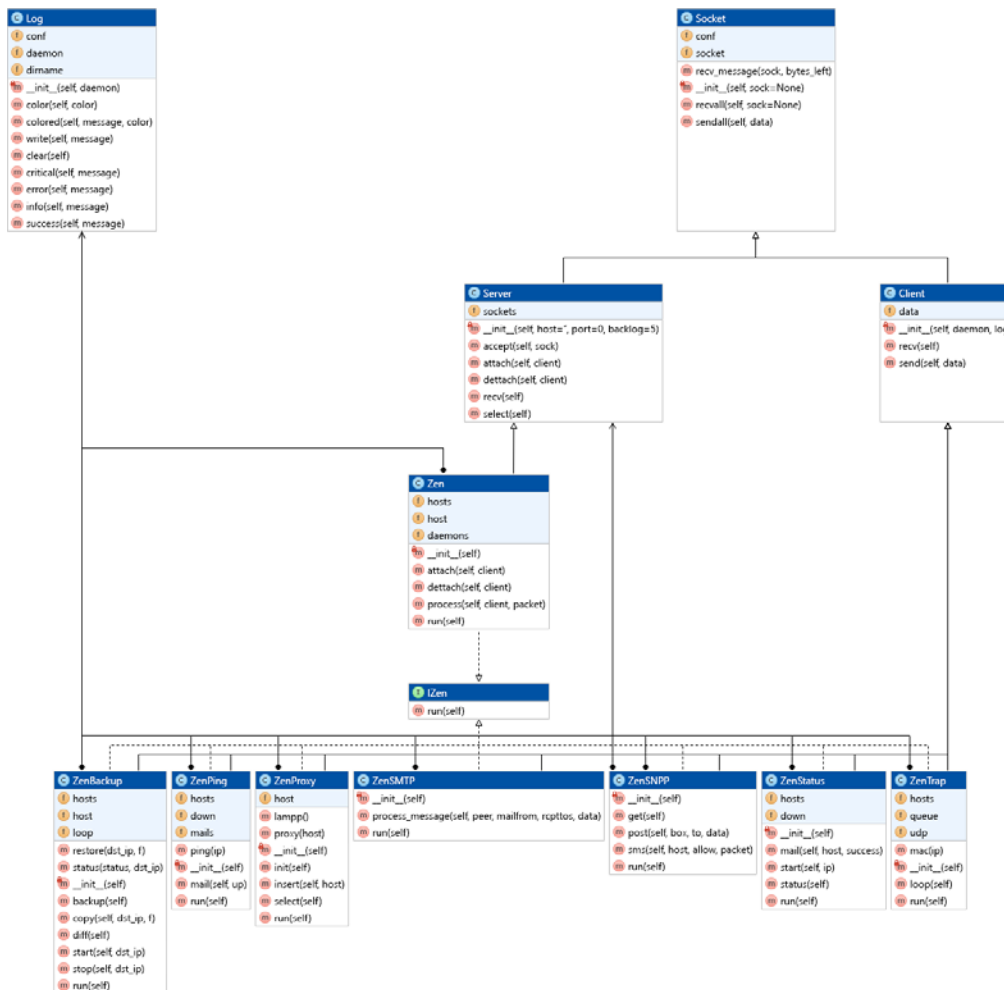 Log
conf
daemon
dirname
__init__(self, daemon)
color(self, color)
colored(self, message, color)
write(self, message)
clear(self)
critical(self, message)
error(self, message)
info(self, message)
success(self, message)
Socket
conf
socket
recv_message(sock, bytes_left)
__init__(self, sock=None)
recvall(self, sock=None)
sendall(self, data)
Server
sockets
__init__(self, host='', port=0, backlog=5)
accept(self, sock)
attach(self, client)
dettach(self, client)
recv(self)
select(self)
Client
data
__init__(self, daemon, loc
recv(self)
send(self, data)
Zen
hosts
host
daemons
__init__(self)
attach(self, client)
dettach(self, client)
process(self, client, packet)
run(self)
IZen
run(self)
ZenBackup
hosts
host
loop
restore(dst_ip, f)
status(status, dst_ip)
__init__(self)
backup(self)
copy(self, dst_ip, f)
diff(self)
start(self, dst_ip)
stop(self, dst_ip)
run(self)
ZenPing
hosts
down
mails
ping(ip)
__init__(self)
mail(self, up)
run(self)
ZenProxy
host
lampp()
proxy(host)
__init__(self)
init(self)
insert(self, host)
select(self)
run(self)
ZenSMTP
__init__(self)
process_message(self, peer, mailfrom, rcpttos, data)
run(self)
ZenSNPP
__init__(self)
get(self)
post(self, box, to, data)
sms(self, host, allow, packet)
run(self)
ZenStatus
hosts
down
__init__(self)
mail(self, host, success)
start(self, ip)
status(self)
run(self)
ZenTrap
hosts
queue
udp
mac(ip)
__init__(self)
loop(self)
run(self)